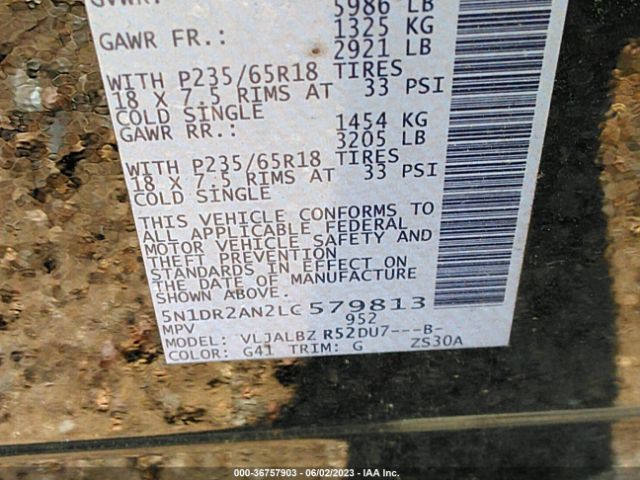 GVWR:
5986 LB
GAWR FR.: 1325 KG
2921 LB
WITH P235/65R18 TIRES
18 X 7.5 RIMS AT 33 PSI
COLD SINGLE
GAWR RR.: 1454 KG
3205 LB
WITH P235/65R18 TIRES
18 X 7.5 RIMS AT 33 PSI
COLD SINGLE
THIS VEHICLE CONFORMS TO
ALL APPLICABLE FEDERAL
MOTOR VEHICLE SAFETY AND
THEFT PREVENTION
STANDARDS IN EFFECT ON
THE DATE OF MANUFACTURE
SHOWN ABOVE.
5N1DR2AN2LC579813
MPV 952
MODEL: VLJALBZ R52DU7---B-
COLOR: G41 TRIM: G ZS30A
000-36757903 - 06/02/2023 - IAA Inc.